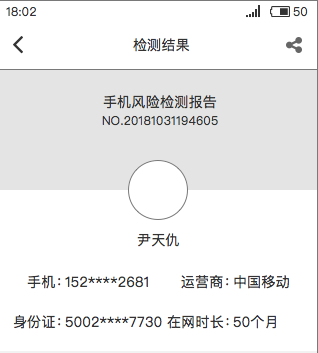 18:02 50
检测结果
手机风险检测报告
NO.20181031194605
尹天仇
手机：152****2681 运营商：中国移动
身份证：5002****7730 在网时长：50个月